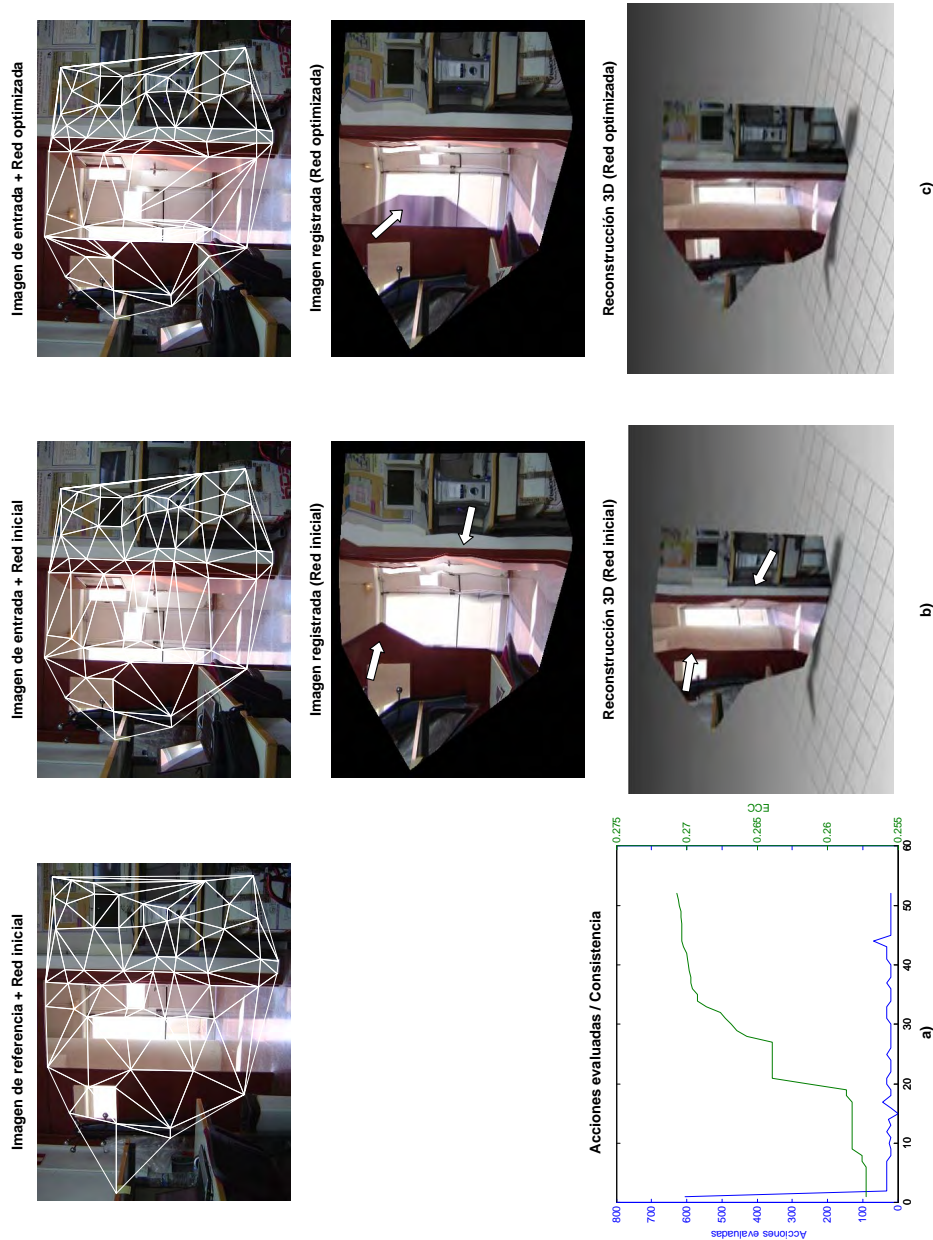 Imagen de referencia + Red inicial
Imagen de entrada + Red inicial
Imagen de entrada + Red optimizada
Imagen registrada (Red inicial)
Imagen registrada (Red optimizada)
Acciones evaluadas / Consistencia
Acciones evaluadas
0
100
200
300
400
500
600
700
800
0
10
20
30
40
50
60
0.255
0.26
0.265
0.27
0.275
ECC
Reconstrucción 3D (Red inicial)
Reconstrucción 3D (Red optimizada)
a)
b)
c)